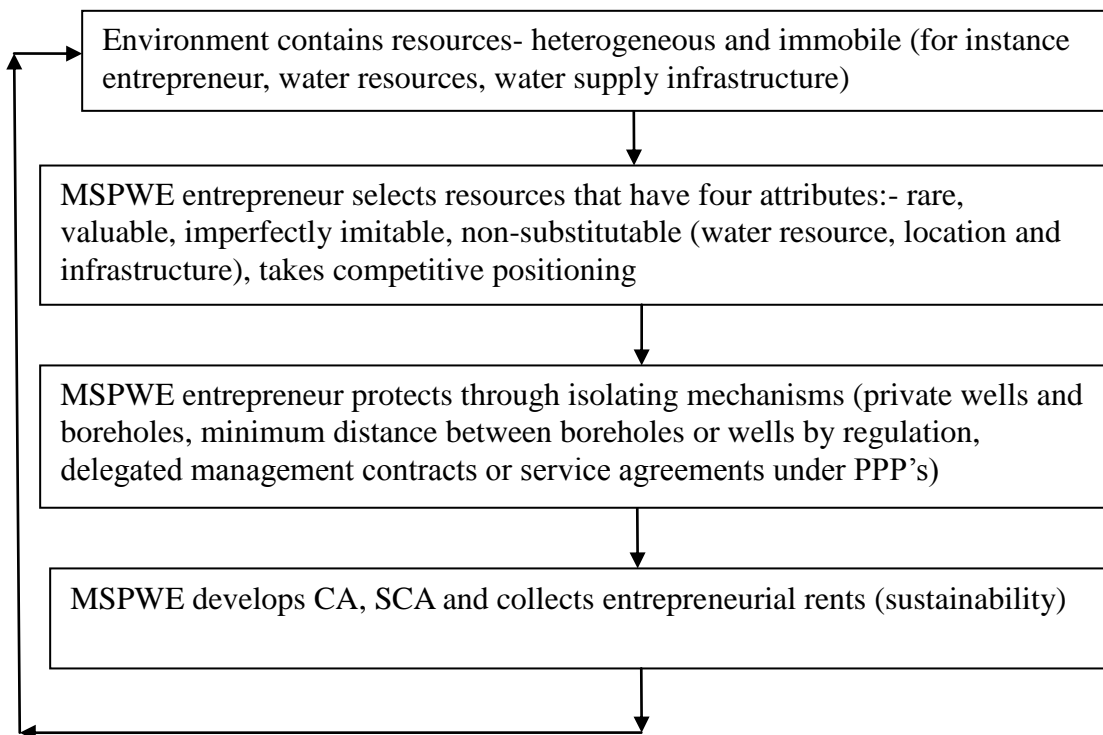 Environment contains resources- heterogeneous and immobile (for instance
entrepreneur, water resources, water supply infrastructure)
MSPWE entrepreneur selects resources that have four attributes:- rare,
valuable, imperfectly imitable, non-substitutable (water resource, location and
infrastructure), takes competitive positioning
MSPWE entrepreneur protects through isolating mechanisms (private wells and
boreholes, minimum distance between boreholes or wells by regulation,
delegated management contracts or service agreements under PPP’s)
MSPWE develops CA, SCA and collects entrepreneurial rents (sustainability)